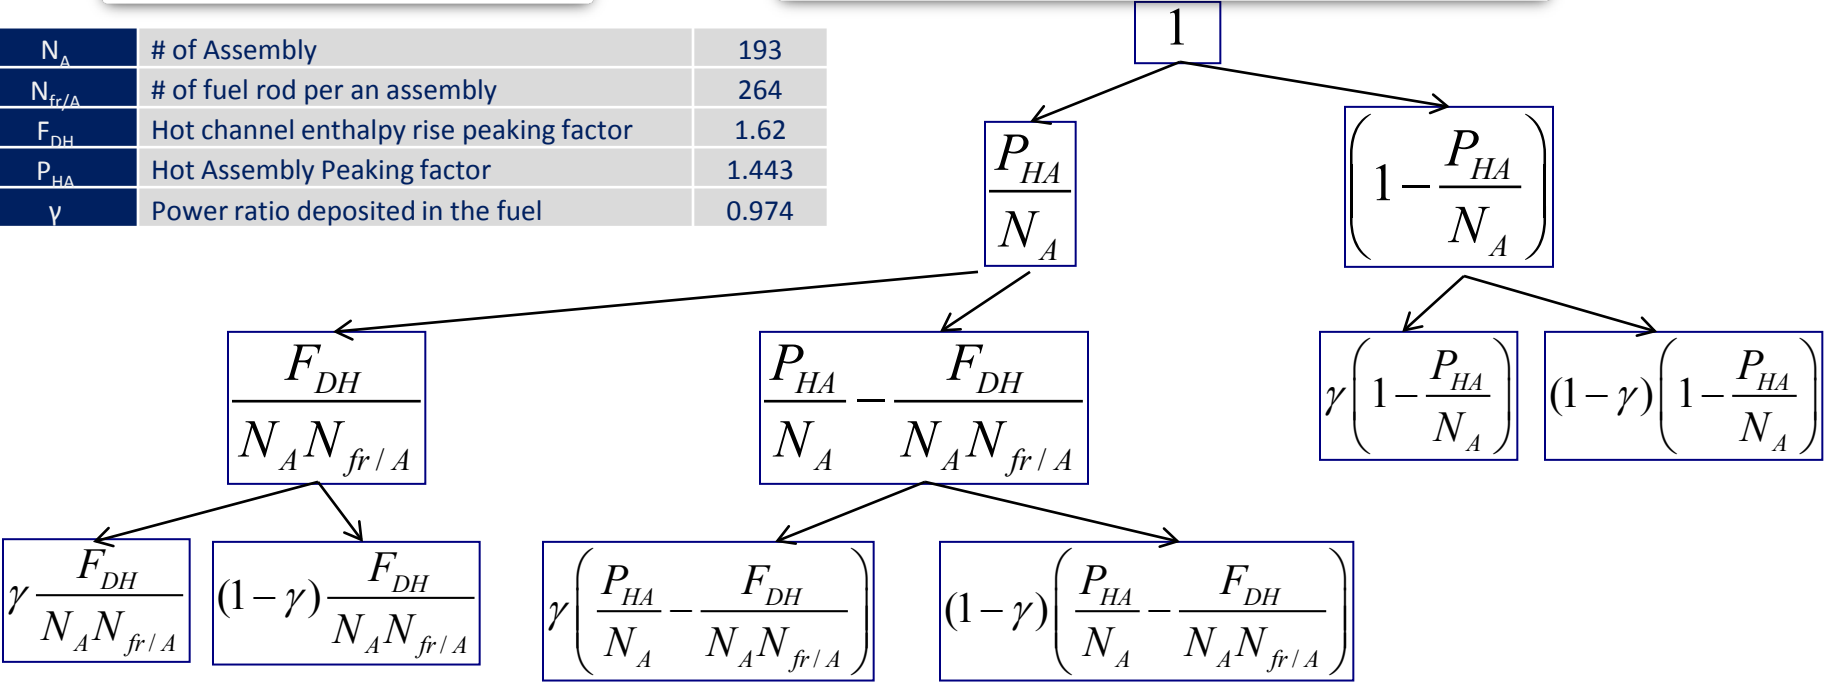 N_A # of Assembly 193
N_fr/A # of fuel rod per an assembly 264
F_DH Hot channel enthalpy rise peaking factor 1.62
P_HA Hot Assembly Peaking factor 1.443
γ Power ratio deposited in the fuel 0.974
1
P_HA / N_A
(1 − P_HA / N_A)
F_DH / N_A N_fr/A
P_HA / N_A − F_DH / N_A N_fr/A
γ(1 − P_HA / N_A)
(1 − γ)(1 − P_HA / N_A)
γ F_DH / N_A N_fr/A
(1 − γ) F_DH / N_A N_fr/A
γ(P_HA / N_A − F_DH / N_A N_fr/A)
(1 − γ)(P_HA / N_A − F_DH / N_A N_fr/A)